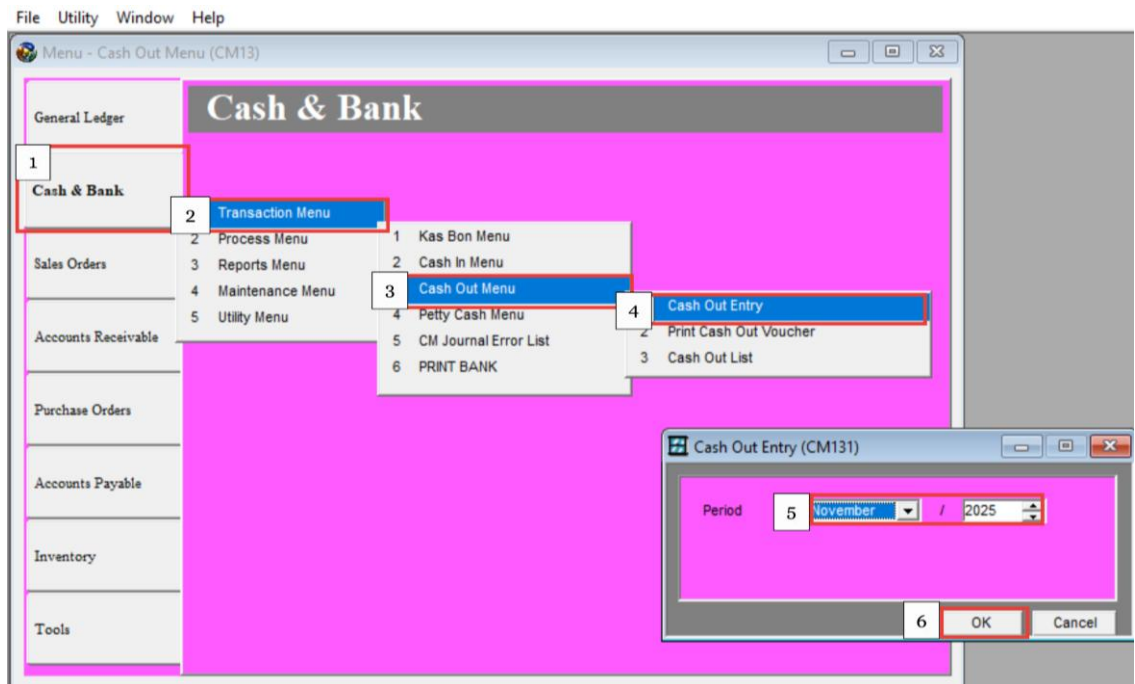 File Utility Window Help
Menu - Cash Out Menu (CM13)
General Ledger
Cash & Bank
1
Cash & Bank
2 Transaction Menu
2 Process Menu
3 Reports Menu
4 Maintenance Menu
5 Utility Menu
1 Kas Bon Menu
2 Cash In Menu
3 Cash Out Menu
4 Petty Cash Menu
5 CM Journal Error List
6 PRINT BANK
4 Cash Out Entry
2 Print Cash Out Voucher
3 Cash Out List
Sales Orders
Accounts Receivable
Purchase Orders
Accounts Payable
Inventory
Tools
Cash Out Entry (CM131)
Period 5 November / 2025
6 OK Cancel